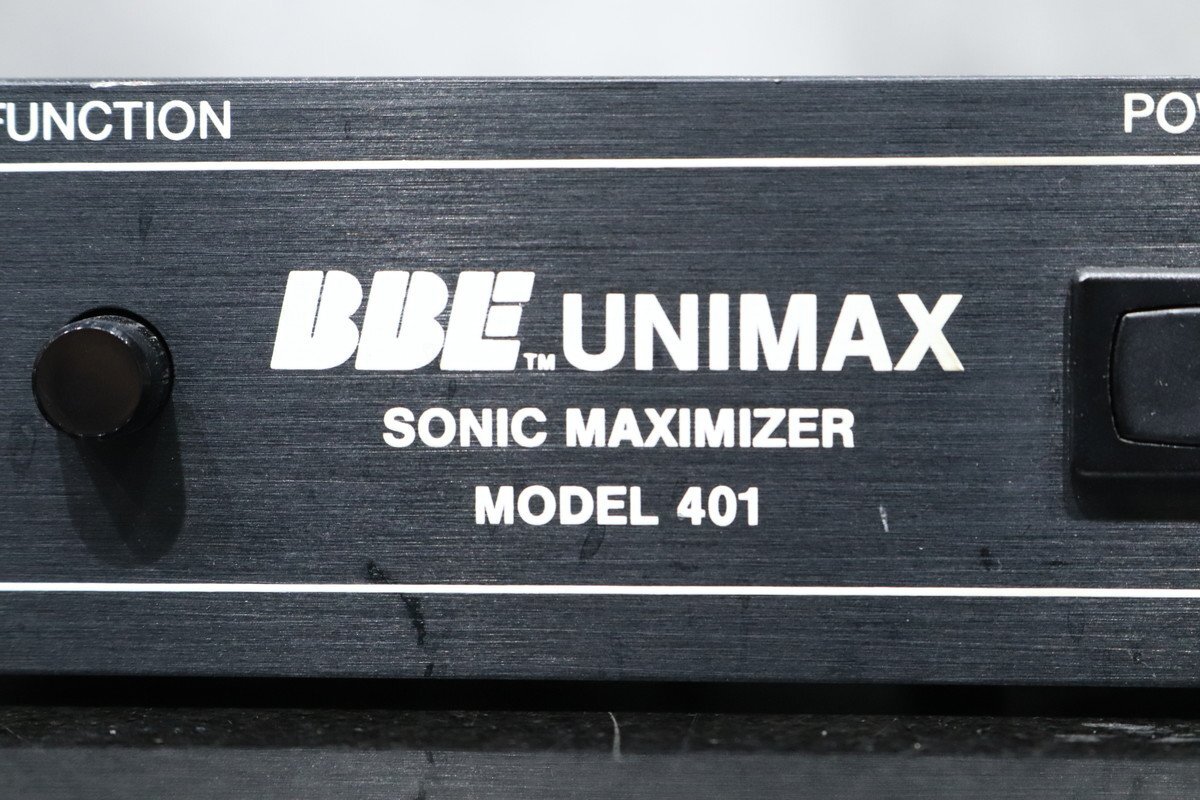 FUNCTION
BBE™ UNIMAX
SONIC MAXIMIZER
MODEL 401